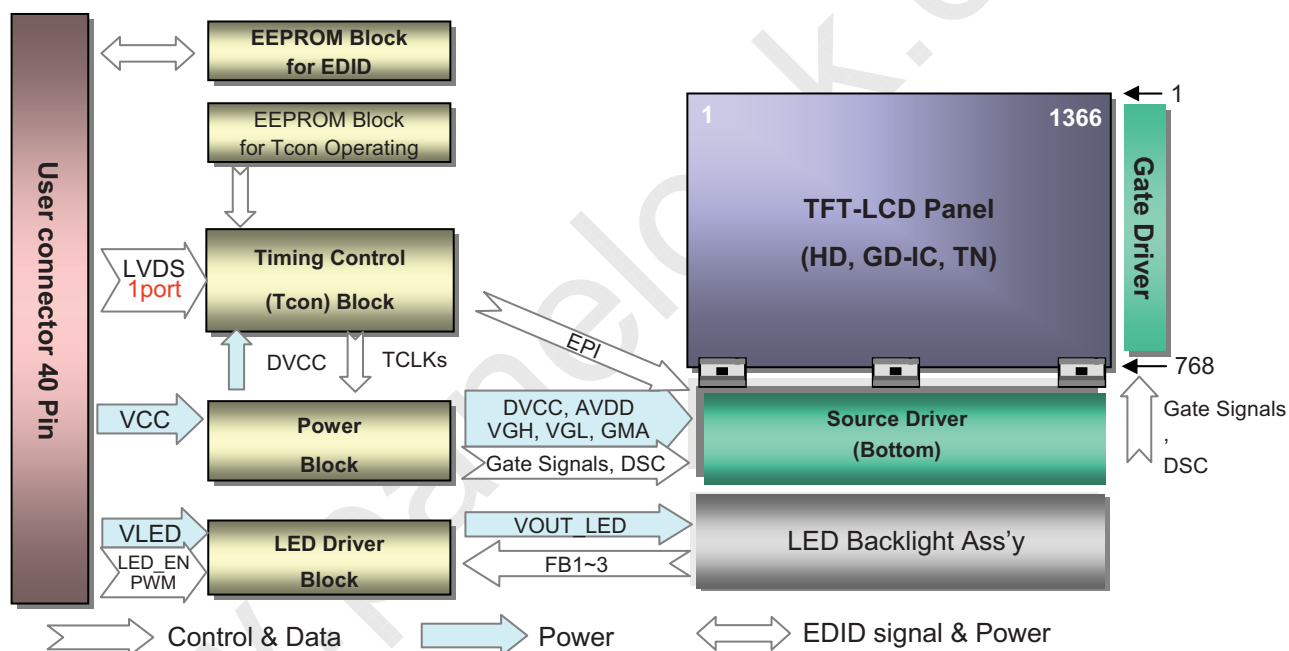 User connector 40 Pin
EEPROM Block
for EDID
EEPROM Block
for Tcon Operating
LVDS
1port
Timing Control
(Tcon) Block
DVCC
TCLKs
EPI
VCC
Power
Block
DVCC, AVDD
VGH, VGL, GMA
Gate Signals, DSC
VLED
LED_EN
PWM
LED Driver
Block
VOUT_LED
FB1~3
1
1366
TFT-LCD Panel
(HD, GD-IC, TN)
1
Gate Driver
768
Source Driver
(Bottom)
Gate Signals
,
DSC
LED Backlight Ass’y
Control & Data
Power
EDID signal & Power